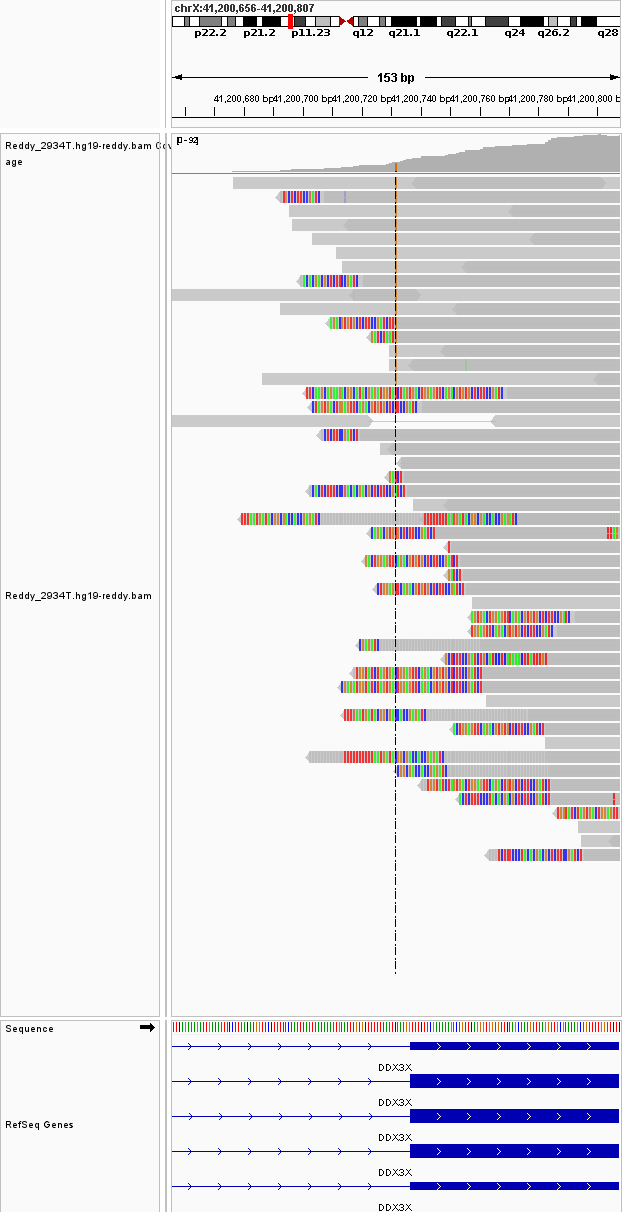 chrX:41,200,656-41,200,807
p22.2 p21.2 p11.23 q12 q21.1 q22.1 q24 q26.2 q28
153 bp
41,200,680 bp 41,200,700 bp 41,200,720 bp 41,200,740 bp 41,200,760 bp 41,200,780 bp 41,200,800 b
Reddy_2934T.hg19-reddy.bam Cov
age
[0 - 92]
Reddy_2934T.hg19-reddy.bam
Sequence
DDX3X
DDX3X
RefSeq Genes
DDX3X
DDX3X
DDX3X